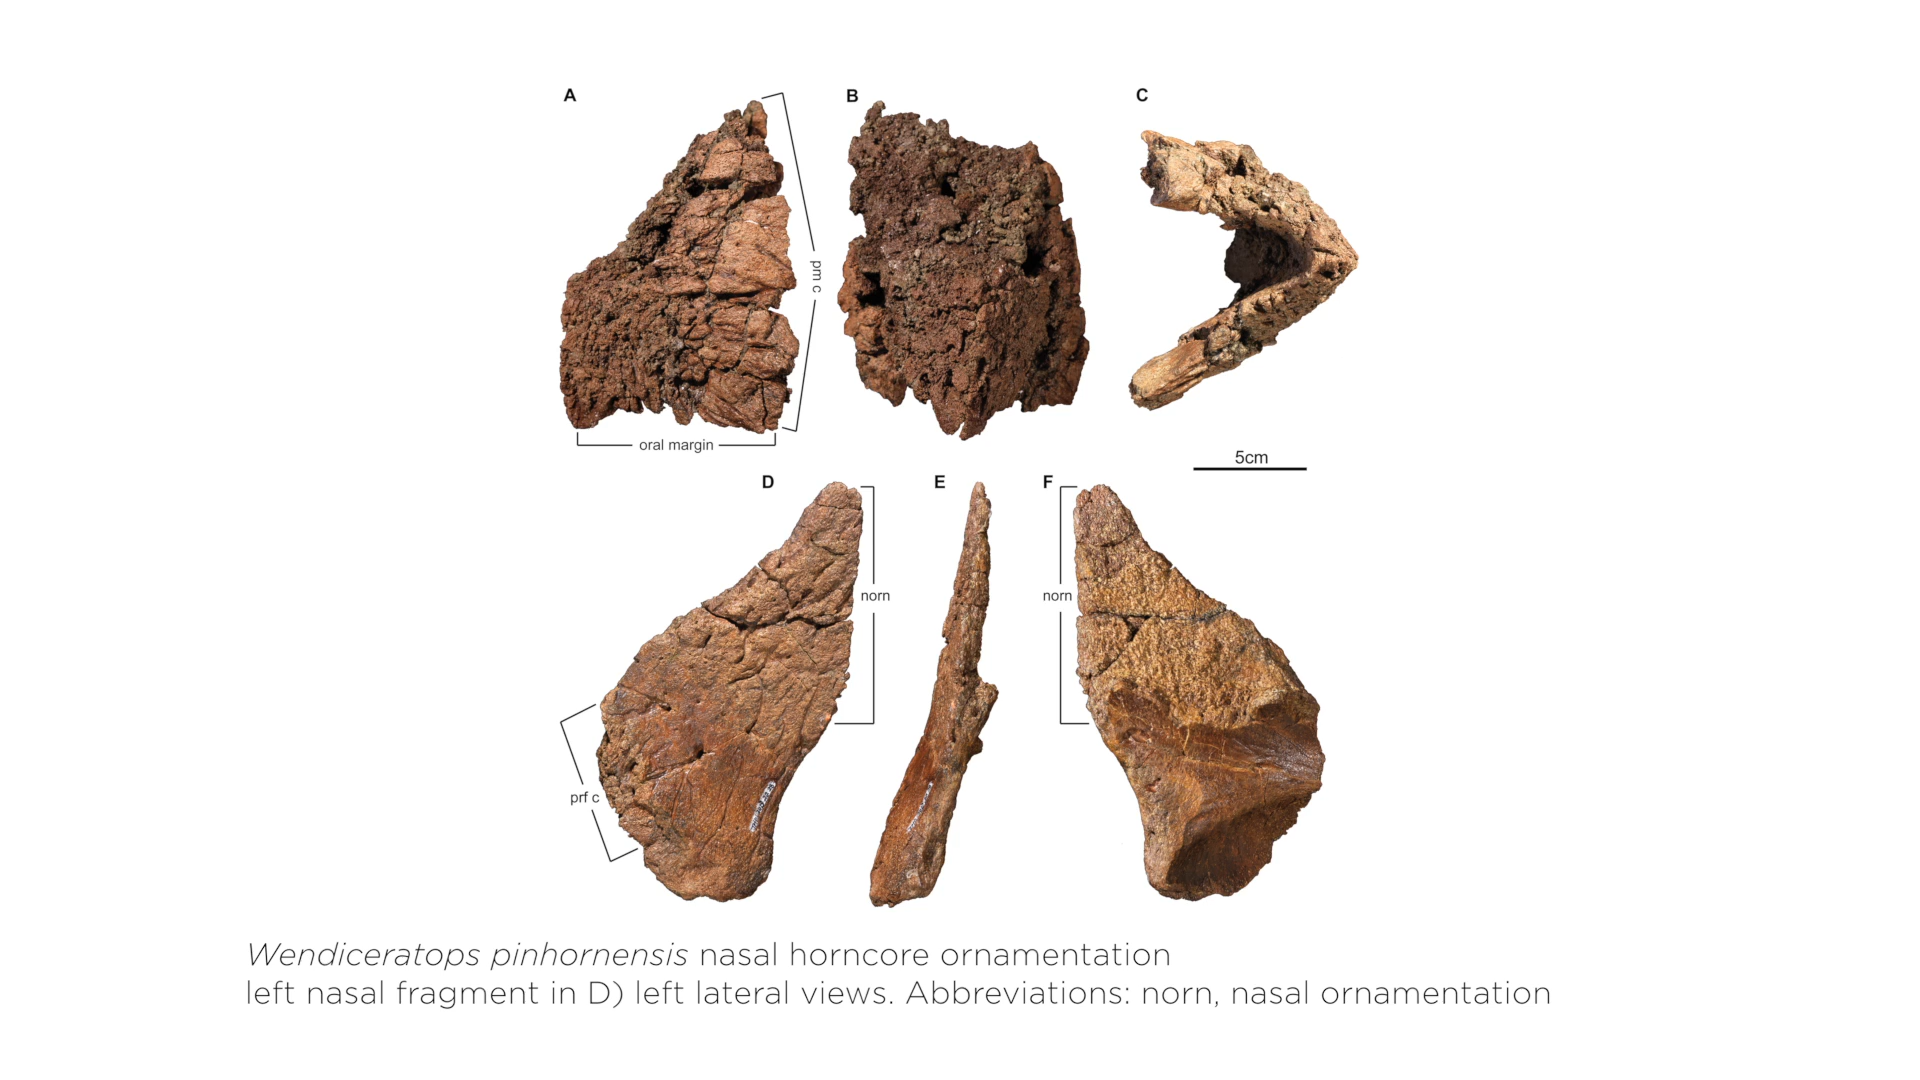 A
B
C
pm c
oral margin
5cm
D
E
F
norn
norn
prf c
Wendiceratops pinhornensis nasal horncore ornamentation
left nasal fragment in D) left lateral views. Abbreviations: norn, nasal ornamentation